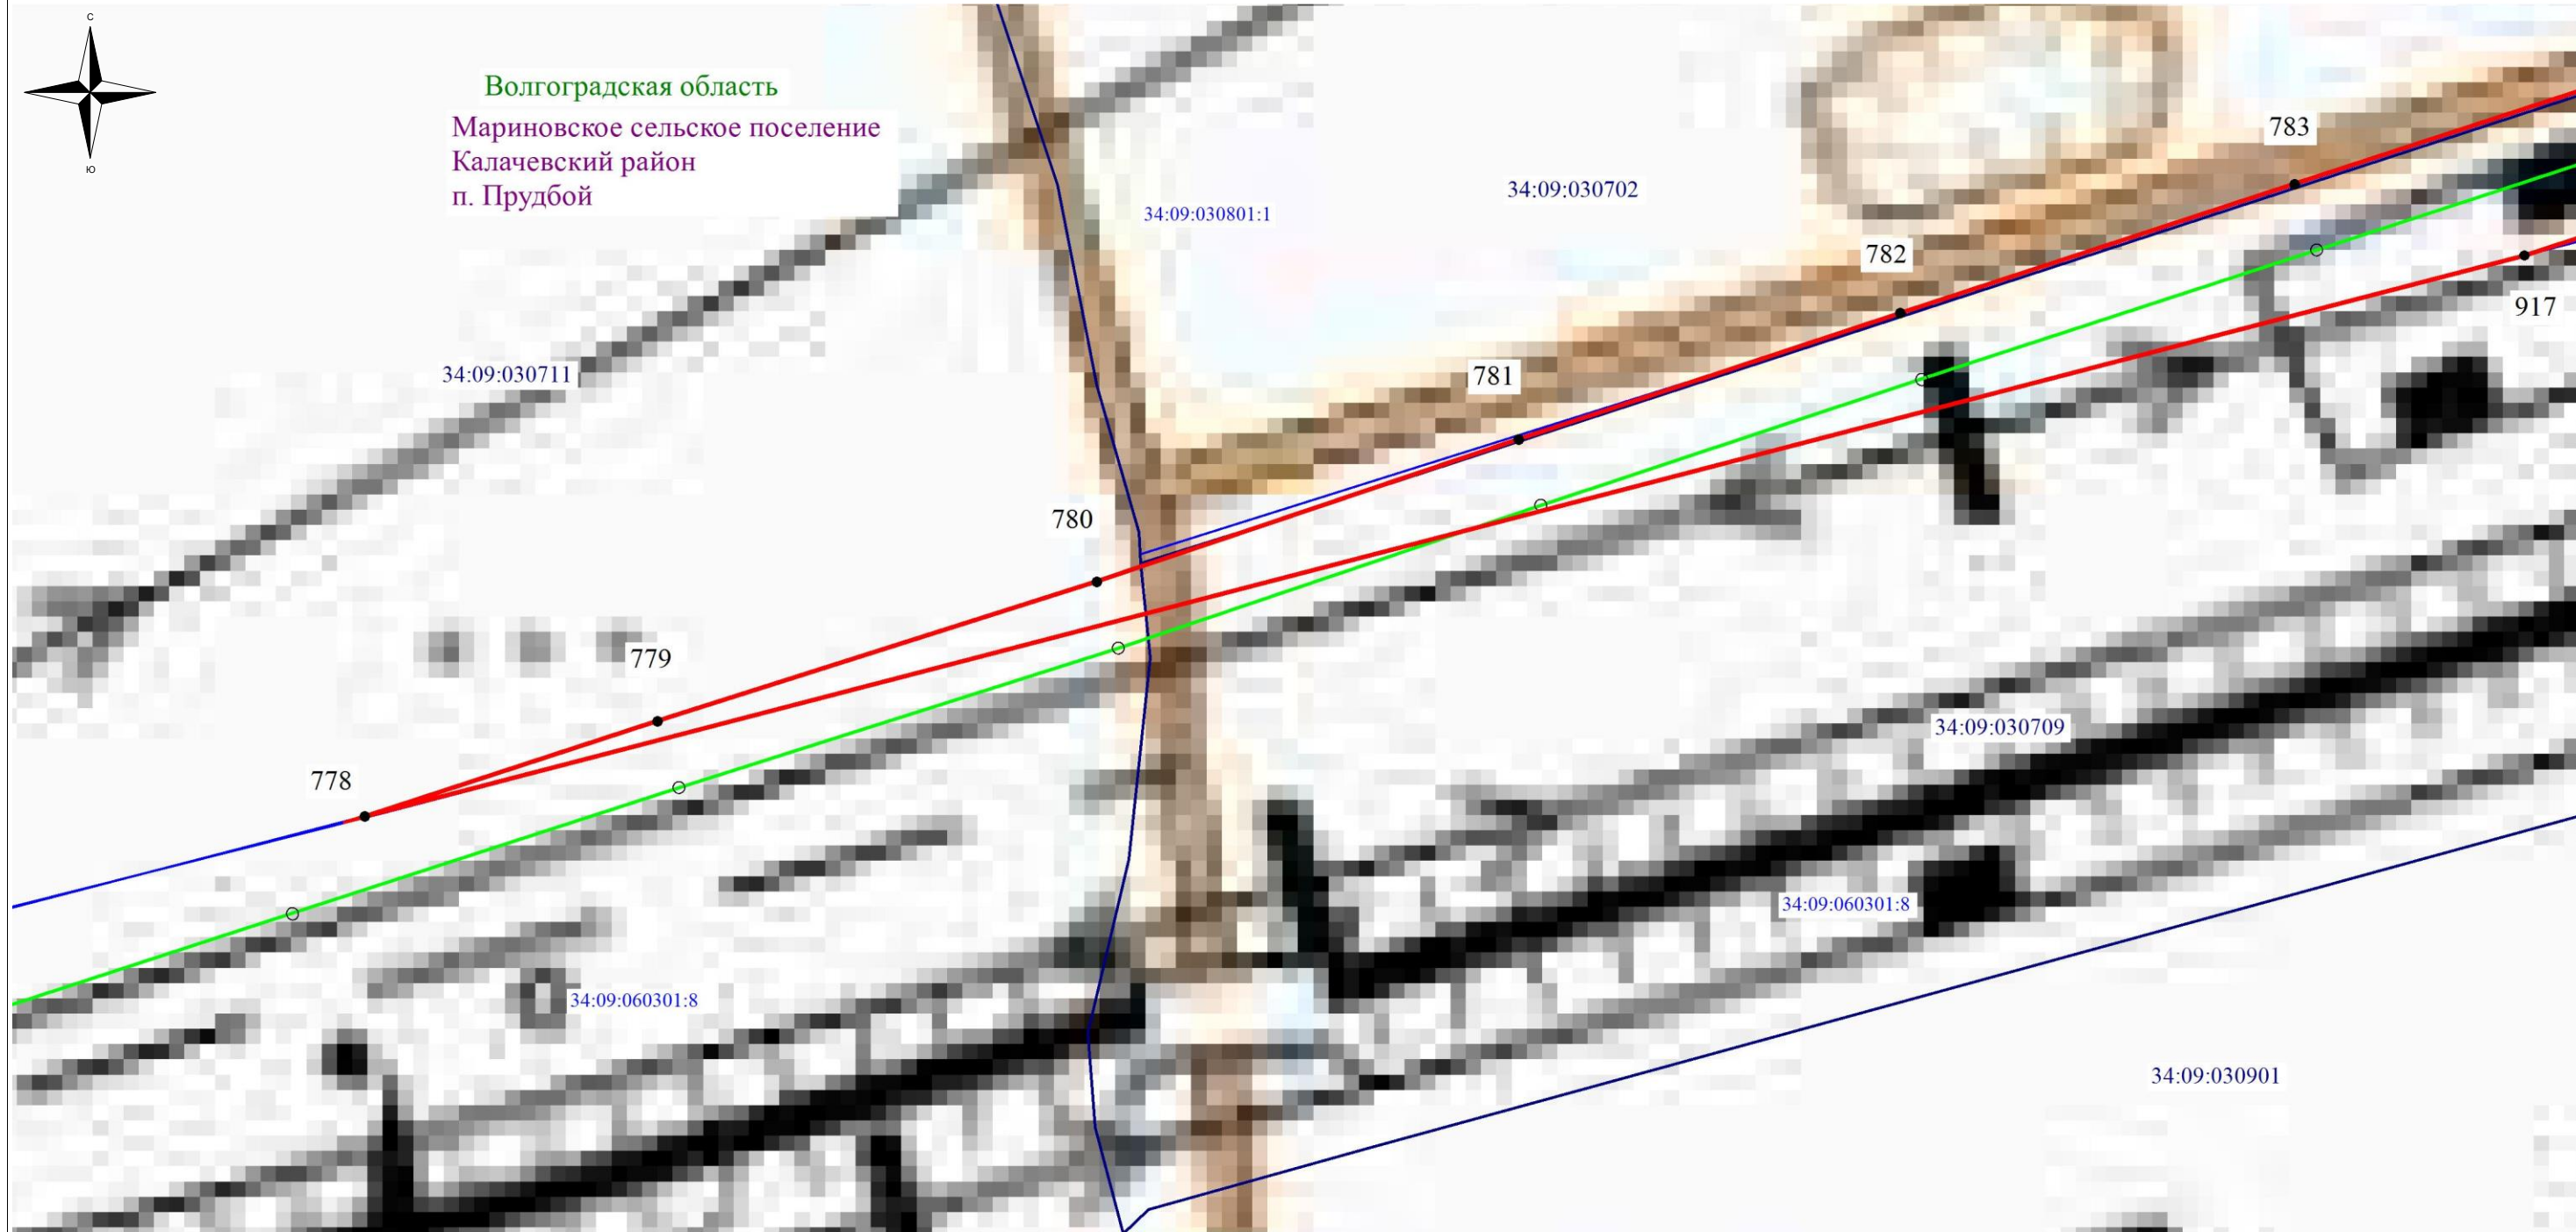 С
Ю
Волгоградская область
Мариновское сельское поселение
Калачевский район
п. Прудбой
783
34:09:030702
34:09:030801:1
782
917
34:09:030711
781
780
779
34:09:030709
778
34:09:060301:8
34:09:060301:8
34:09:030901